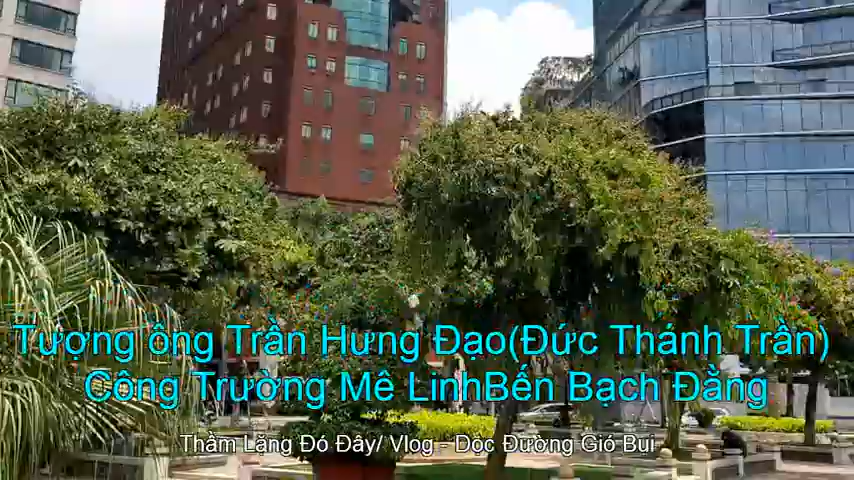 Tượng ông Trần Hưng Đạo(Đức Thánh Trần)
Công Trường Mê LinhBến Bạch Đằng
Thầm Lặng Đó Đây/ Vlog - Dọc Đường Gió Bụi